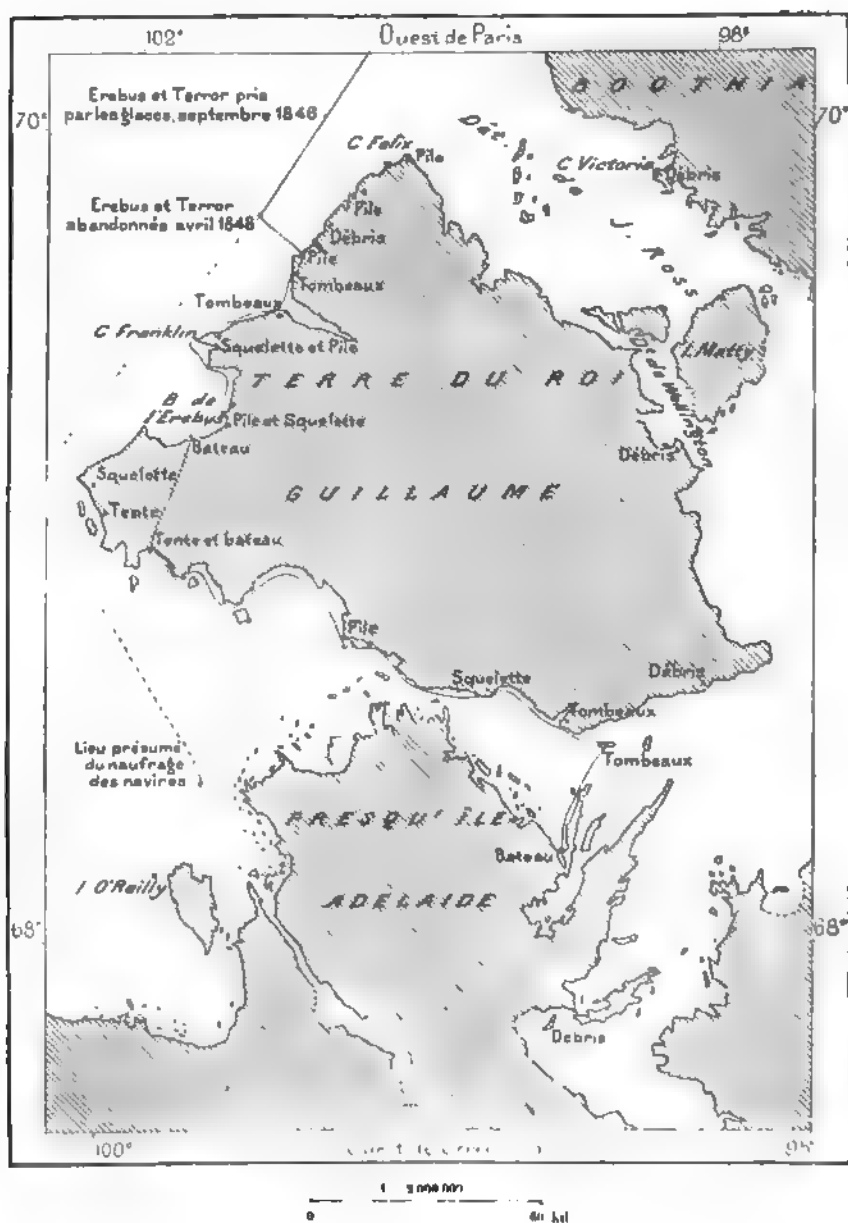 102°
Ouest de Paris
98°
BOOTHIA
Erebus et Terror pris
par les glaces, septembre 1846
70°
70°
C Felix
Pile
Dét.
C Victoria
Débris
Erebus et Terror
abandonnés avril 1848
Pile
Débris
Pile
Tombeaux
J. Ross
Tombeaux
C Franklin
Squelette et Pile
I. Matty
TERRE DU ROI
Dt de Wellington
B de
l'Erebus
Pile et Squelette
Bateau
Débris
Squelette
GUILLAUME
Tente
Tente et bateau
Pile
Squelette
Débris
Tombeaux
Lieu présumé
du naufrage
des navires
Tombeaux
PRESQU'ÎLE
Bateau
I O'Reilly
ADELAIDE
68°
68°
Débris
100°
95°
0